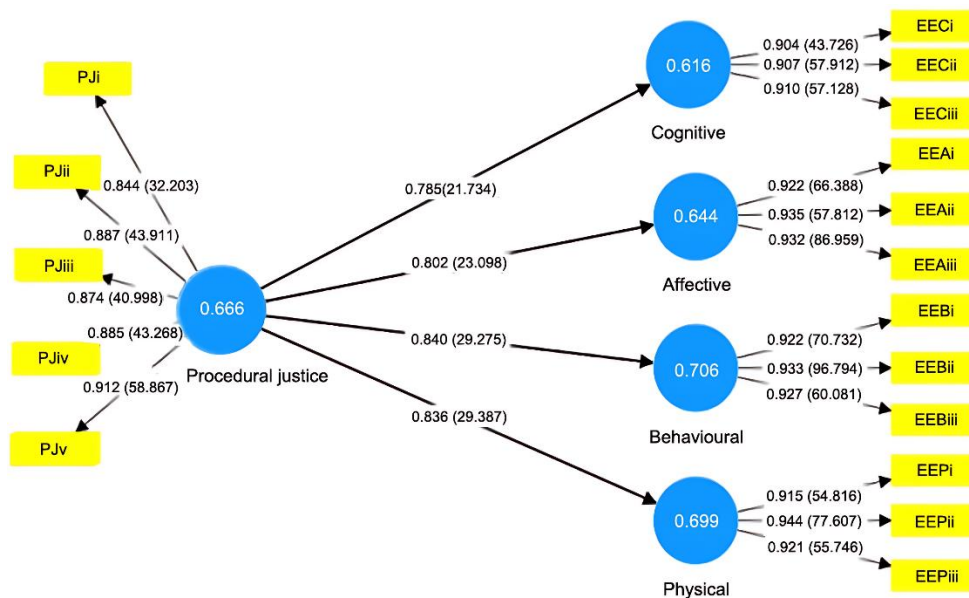 PJi
PJii
PJiii
PJiv
PJv
0.844 (32.203)
0.887 (43.911)
0.874 (40.998)
0.885 (43.268)
0.912 (58.867)
0.666
Procedural justice
0.785(21.734)
0.802 (23.098)
0.840 (29.275)
0.836 (29.387)
0.616
Cognitive
0.644
Affective
0.706
Behavioural
0.699
Physical
0.904 (43.726)
0.907 (57.912)
0.910 (57.128)
0.922 (66.388)
0.935 (57.812)
0.932 (86.959)
0.922 (70.732)
0.933 (96.794)
0.927 (60.081)
0.915 (54.816)
0.944 (77.607)
0.921 (55.746)
EECi
EECii
EECiii
EEAi
EEAii
EEAiii
EEBi
EEBii
EEBiii
EEPi
EEPii
EEPiii